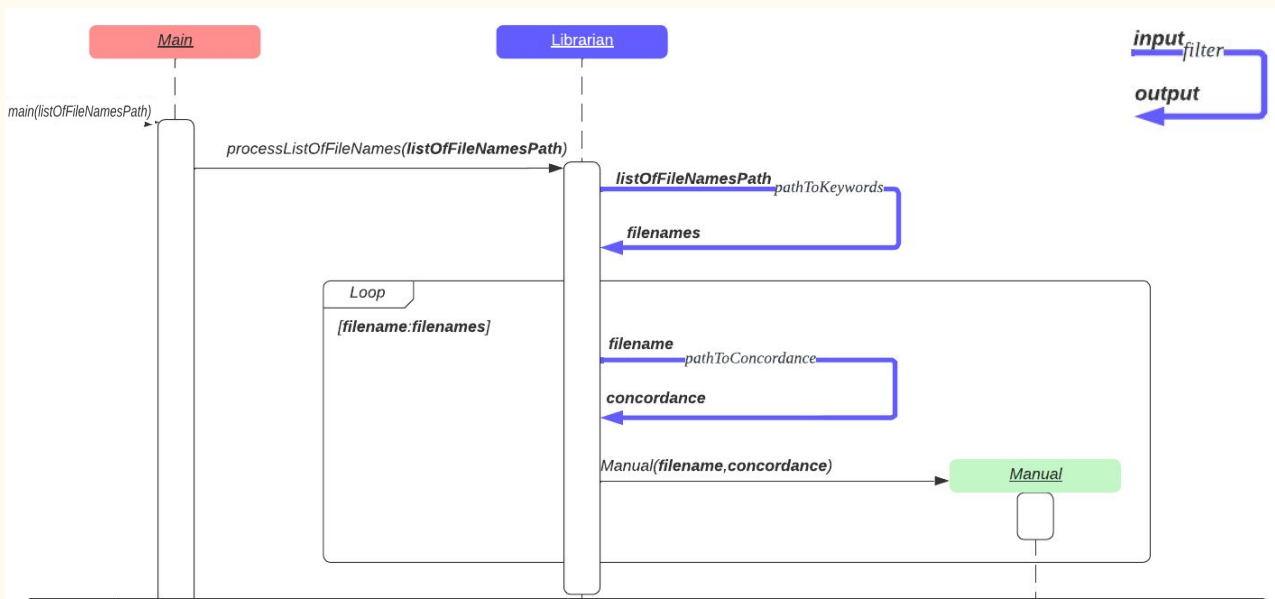 Main
Librarian
input
filter
output
main(listOfFileNamesPath)
processListOfFileNames(listOfFileNamesPath)
listOfFileNamesPath
pathToKeywords
filenames
Loop
[filename:filenames]
filename
pathToConcordance
concordance
Manual(filename,concordance)
Manual